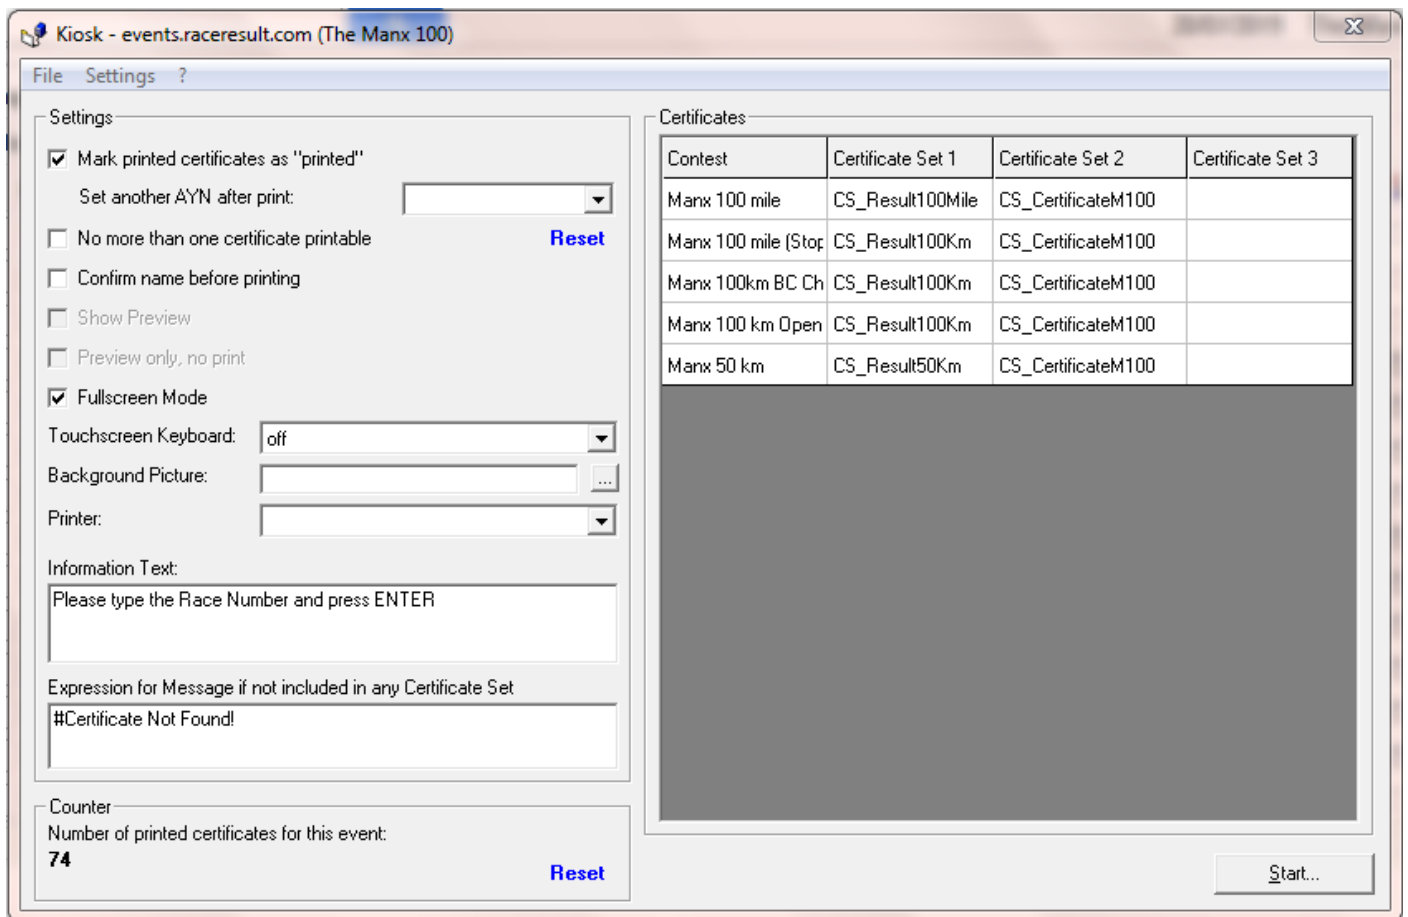 Kiosk - events.raceresult.com (The Manx 100)
File Settings ?
Settings
Mark printed certificates as "printed"
Set another AYN after print:
No more than one certificate printable Reset
Confirm name before printing
Show Preview
Preview only, no print
Fullscreen Mode
Touchscreen Keyboard: off
Background Picture: ...
Printer:
Information Text:
Please type the Race Number and press ENTER
Expression for Message if not included in any Certificate Set
#Certificate Not Found!
Counter
Number of printed certificates for this event:
74
Reset
Certificates
Contest Certificate Set 1 Certificate Set 2 Certificate Set 3
Manx 100 mile CS_Result100Mile CS_CertificateM100
Manx 100 mile (Stop CS_Result100Km CS_CertificateM100
Manx 100km BC Ch CS_Result100Km CS_CertificateM100
Manx 100 km Open CS_Result100Km CS_CertificateM100
Manx 50 km CS_Result50Km CS_CertificateM100
Start...